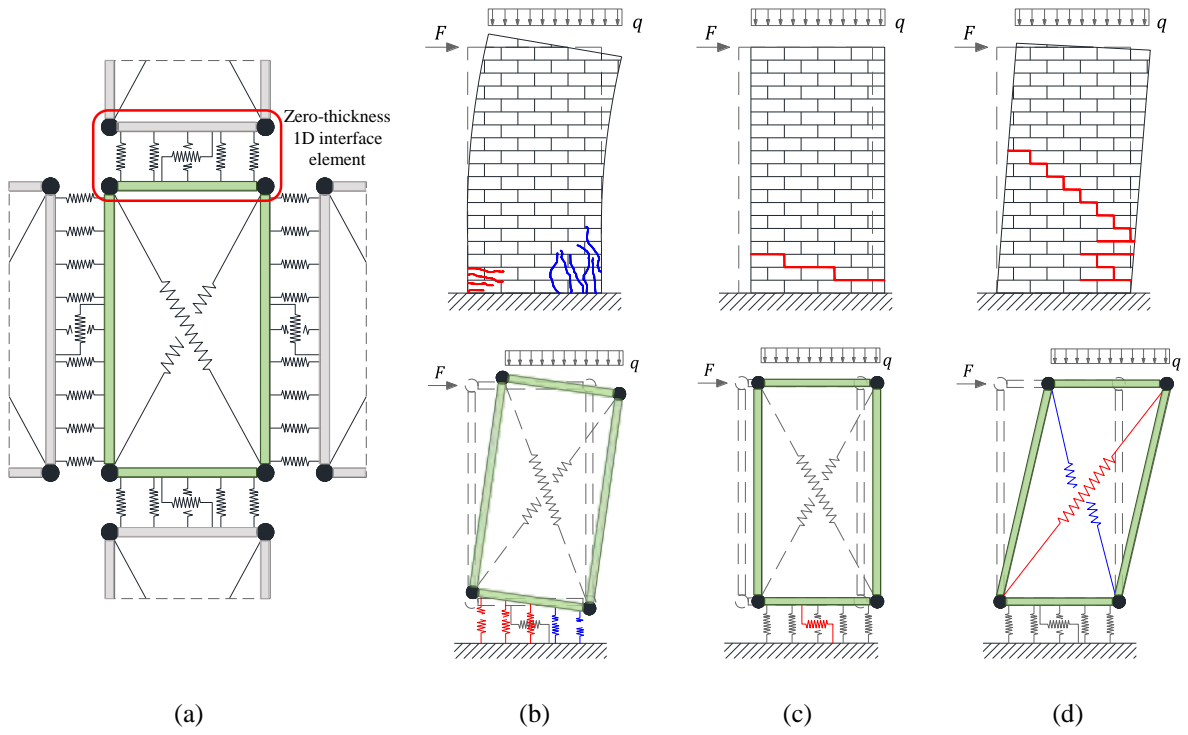 q
q
q
F
F
F
Zero-thickness
1D interface
element
q
q
q
F
F
F
(a)
(b)
(c)
(d)